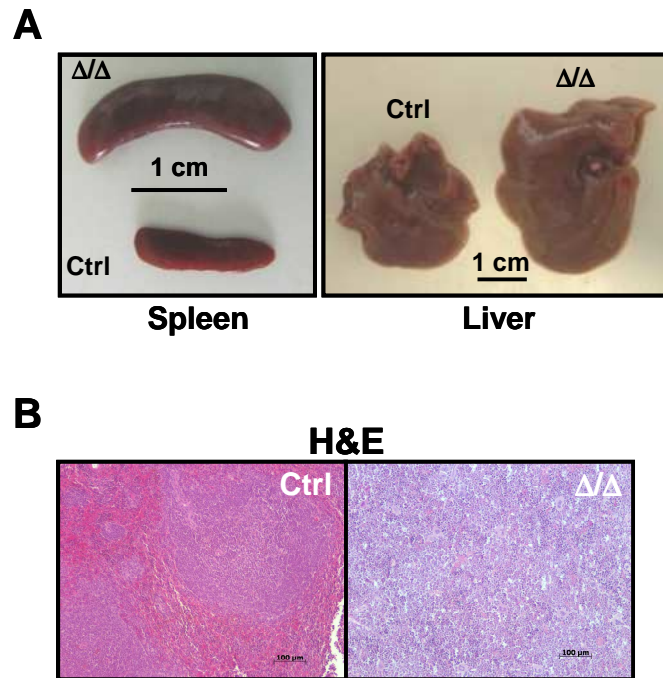 A
Δ/Δ
1 cm
Ctrl
Spleen
Ctrl
Δ/Δ
1 cm
Liver
B
H&E
Ctrl
100 µm
Δ/Δ
100 µm